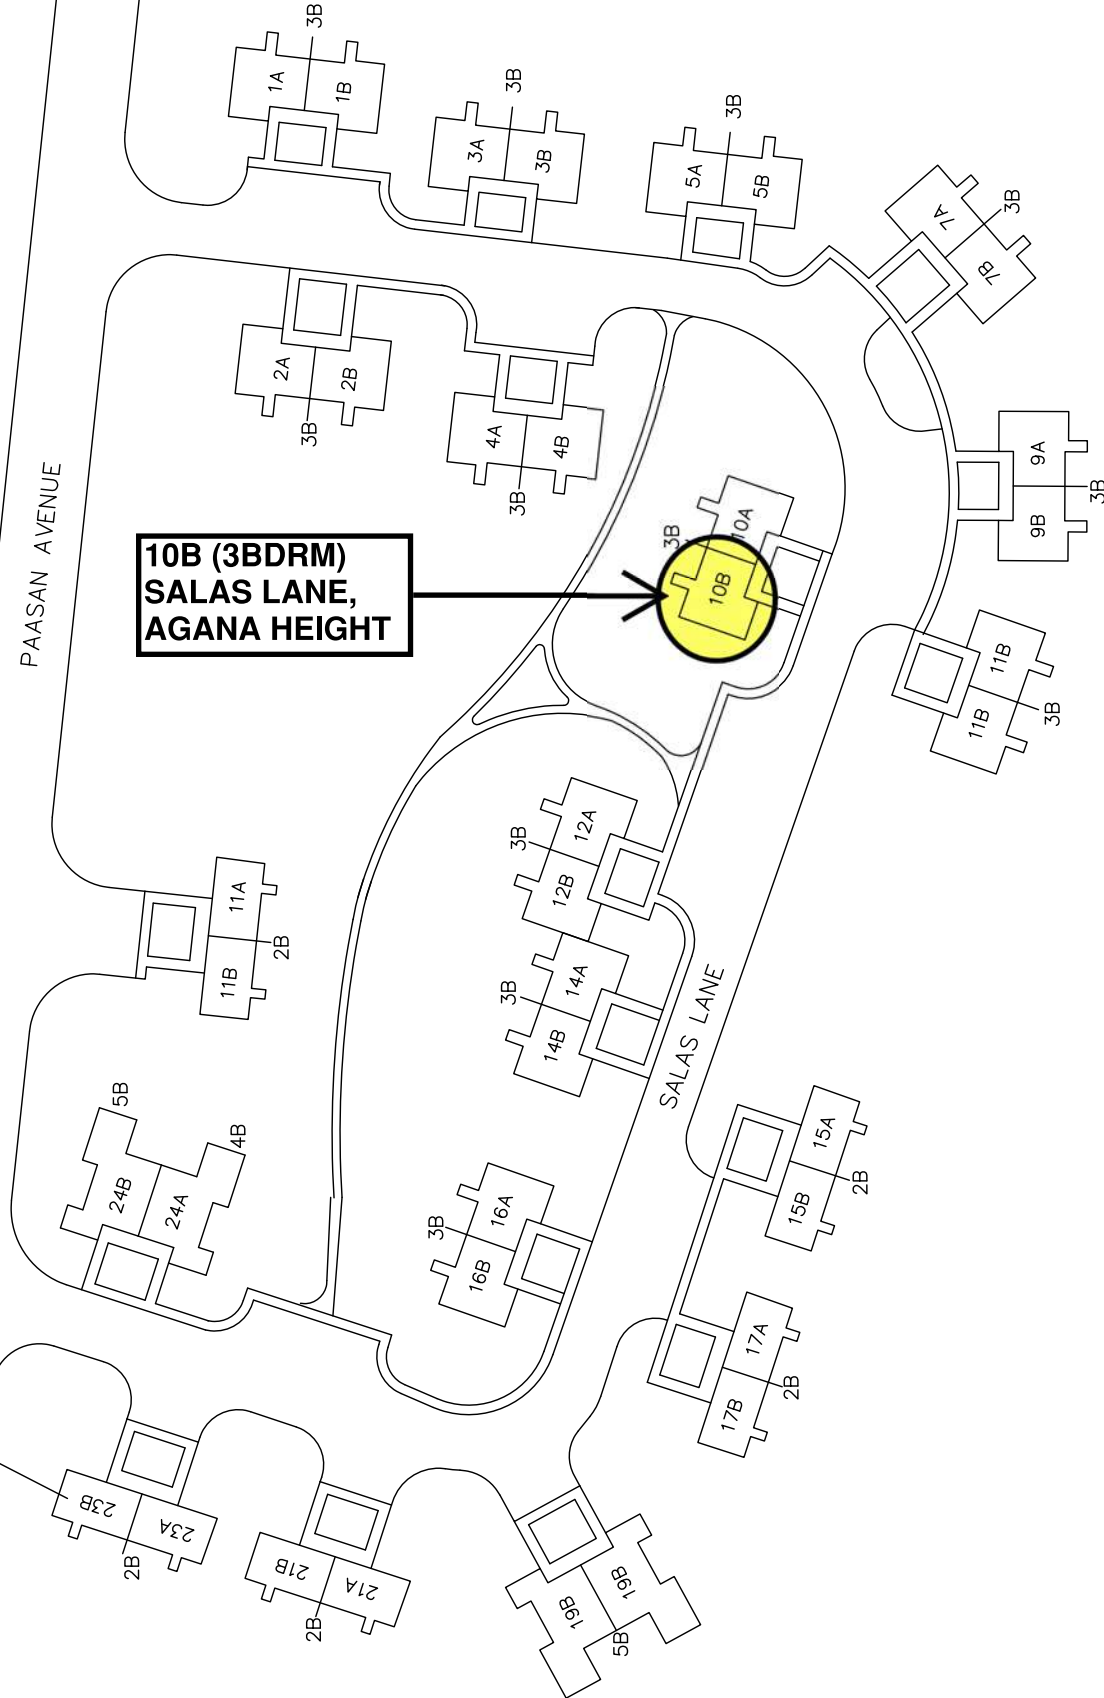 3B
1A
1B
3B
3A
3B
3B
5A
5B
3B
7A
7B
2A
2B
3B
4A
4B
3B
9A
9B
3B
PAASAN AVENUE
10B (3BDRM)
SALAS LANE,
AGANA HEIGHT
3B
10A
10B
11B
11B
3B
12A
12B
3B
11A
11B
2B
14A
14B
3B
SALAS LANE
5B
4B
24B
24A
15A
15B
2B
16A
16B
3B
17A
17B
2B
23B
23A
2B
21B
21A
2B
19B
19B
5B